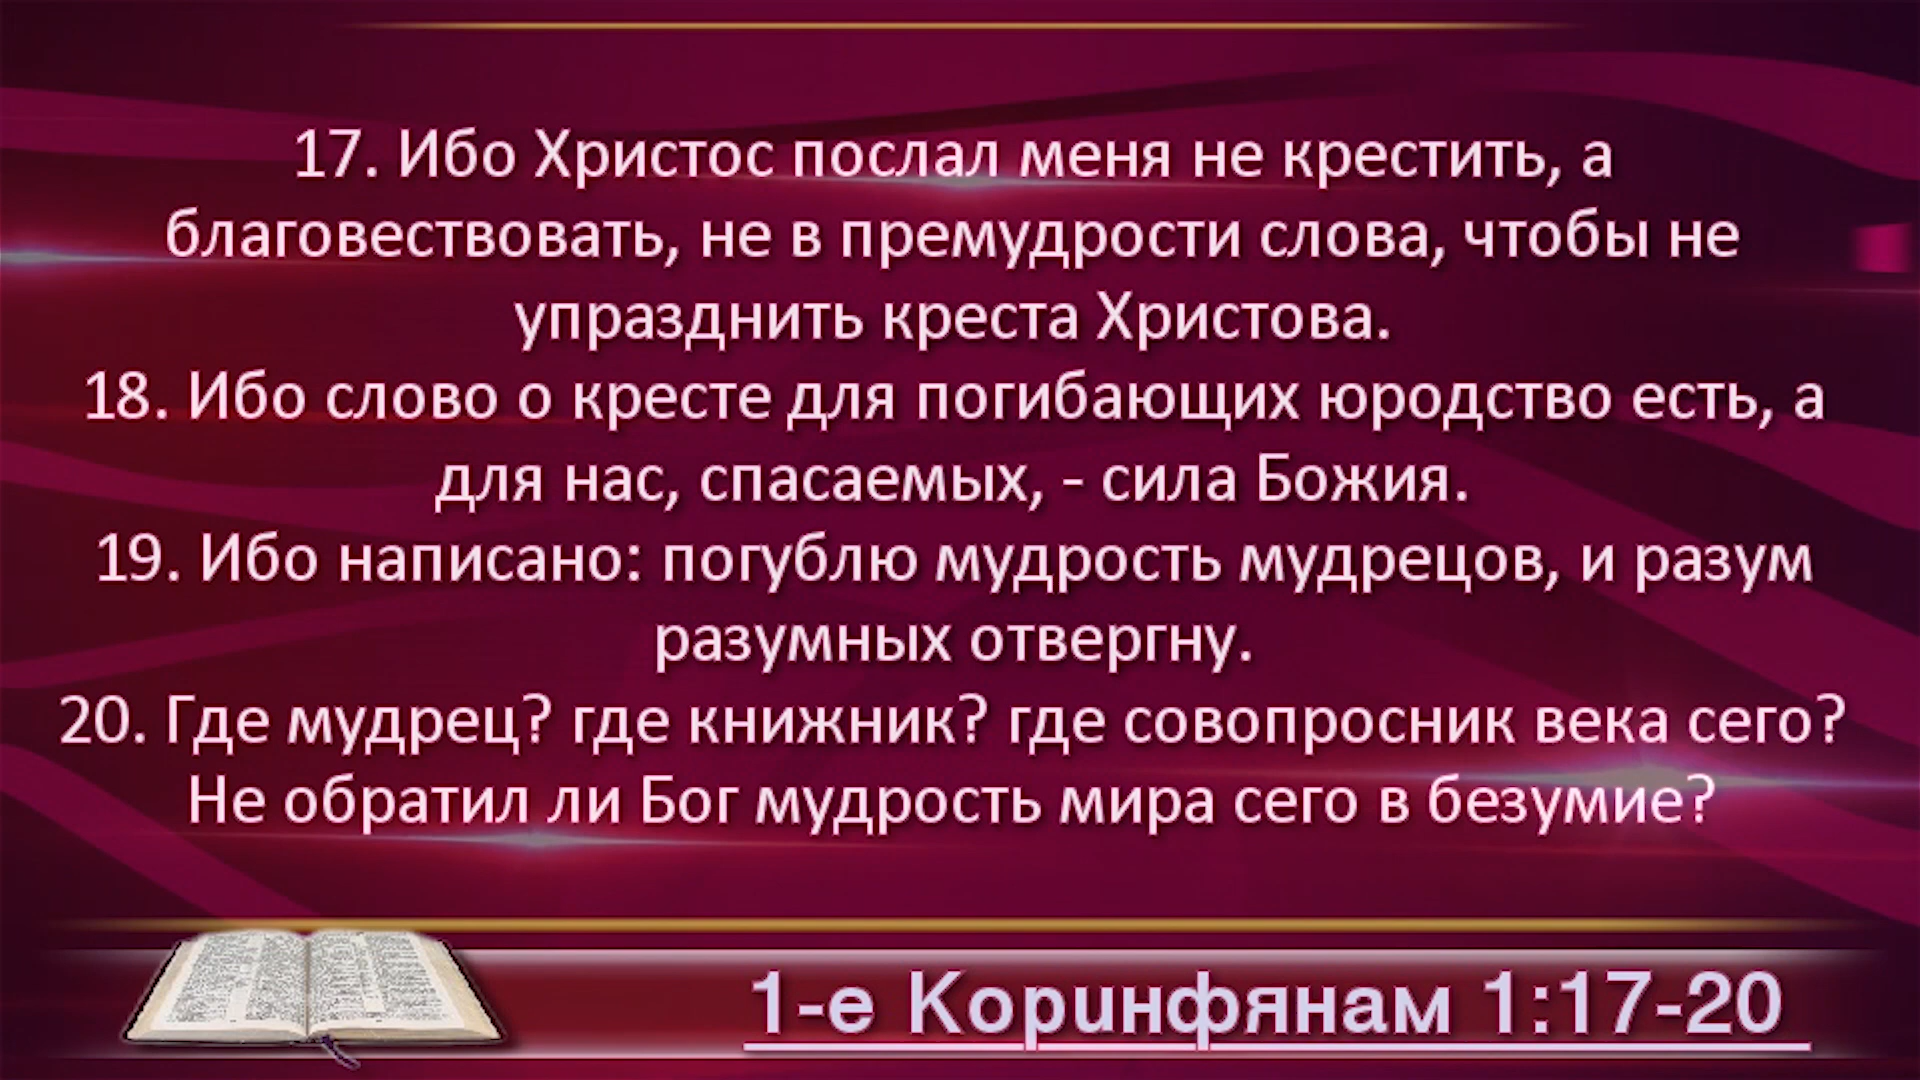 17. Ибо Христос послал меня не крестить, а
благовествовать, не в премудрости слова, чтобы не
упразднить креста Христова.
18. Ибо слово о кресте для погибающих юродство есть, а
для нас, спасаемых, - сила Божия.
19. Ибо написано: погублю мудрость мудрецов, и разум
разумных отвергну.
20. Где мудрец? где книжник? где совопросник века сего?
Не обратил ли Бог мудрость мира сего в безумие?
1-е Коринфянам 1:17-20